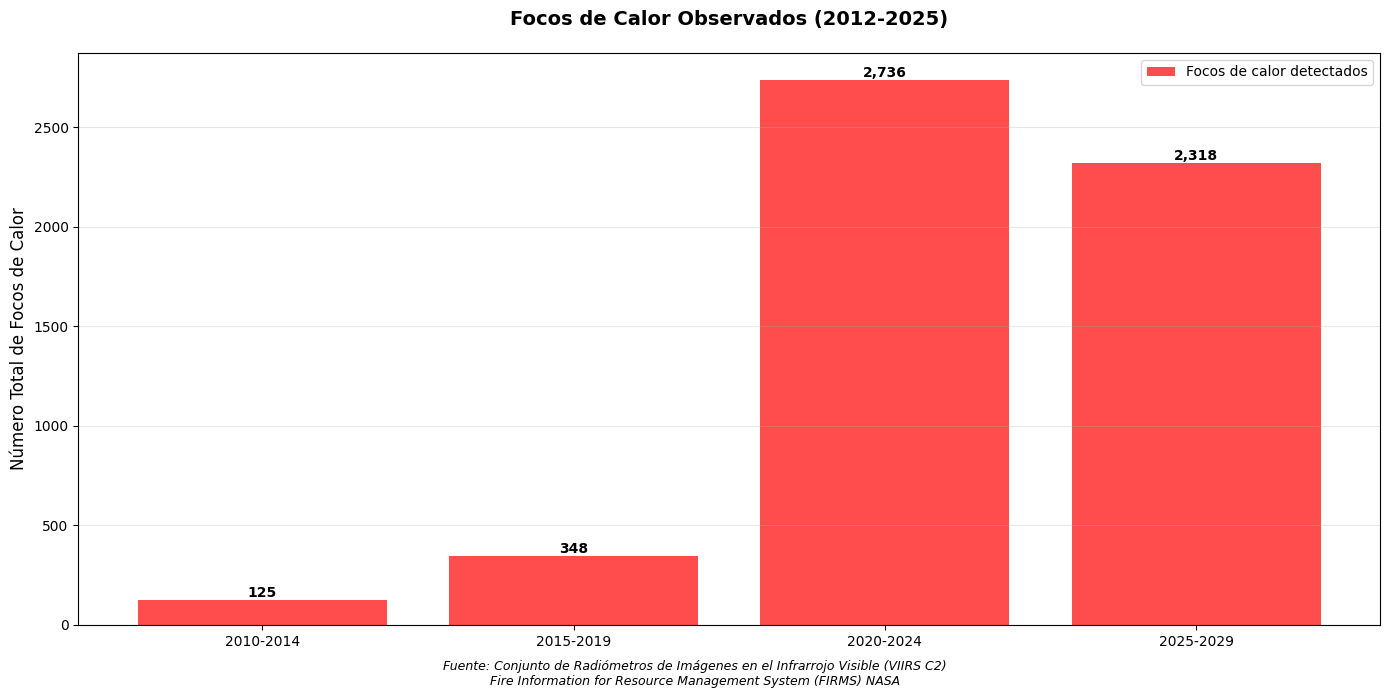 Focos de Calor Observados (2012-2025)
Focos de calor detectados
Número Total de Focos de Calor
2500
2000
1500
1000
500
0
125
348
2,736
2,318
2010-2014
2015-2019
2020-2024
2025-2029
Fuente: Conjunto de Radiómetros de Imágenes en el Infrarrojo Visible (VIIRS C2)
Fire Information for Resource Management System (FIRMS) NASA